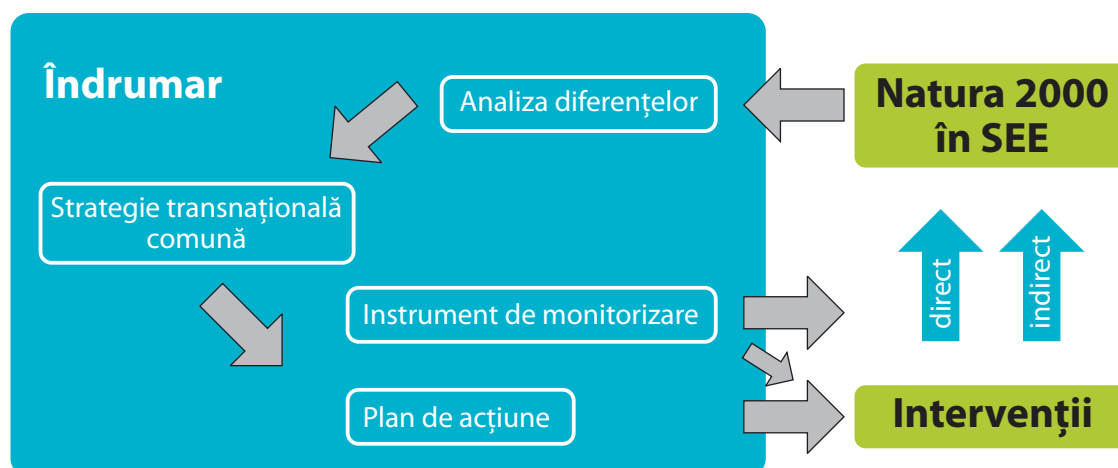 Îndrumar
Analiza diferențelor
Natura 2000
în SEE
Strategie transnațională
comună
direct
indirect
Instrument de monitorizare
Plan de acțiune
Intervenții